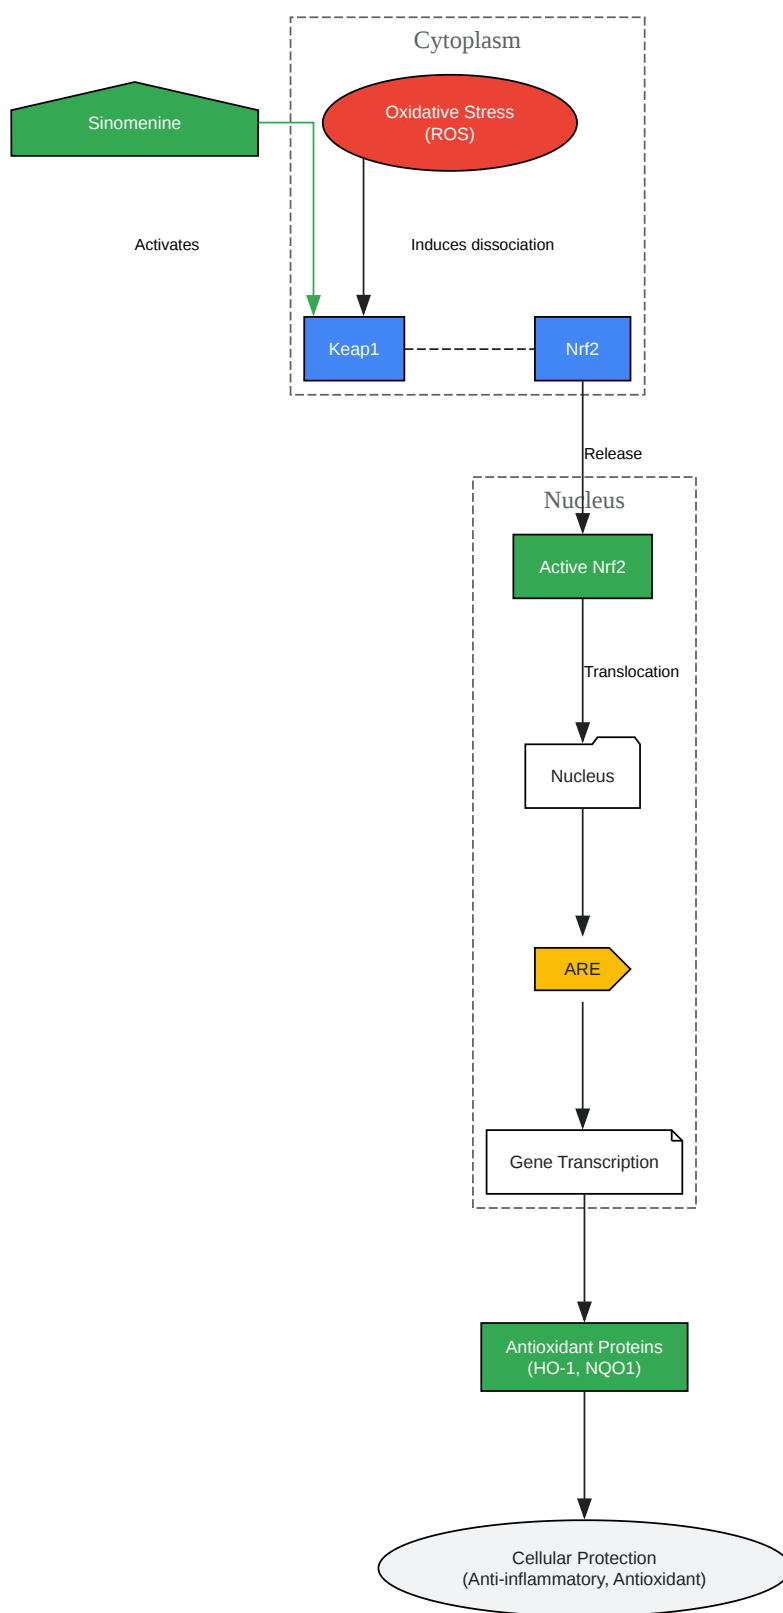 Cytoplasm
Sinomenine
Oxidative Stress
(ROS)
Activates
Induces dissociation
Keap1
Nrf2
Release
Nucleus
Active Nrf2
Translocation
Nucleus
ARE
Gene Transcription
Antioxidant Proteins
(HO-1, NQO1)
Cellular Protection
(Anti-inflammatory, Antioxidant)